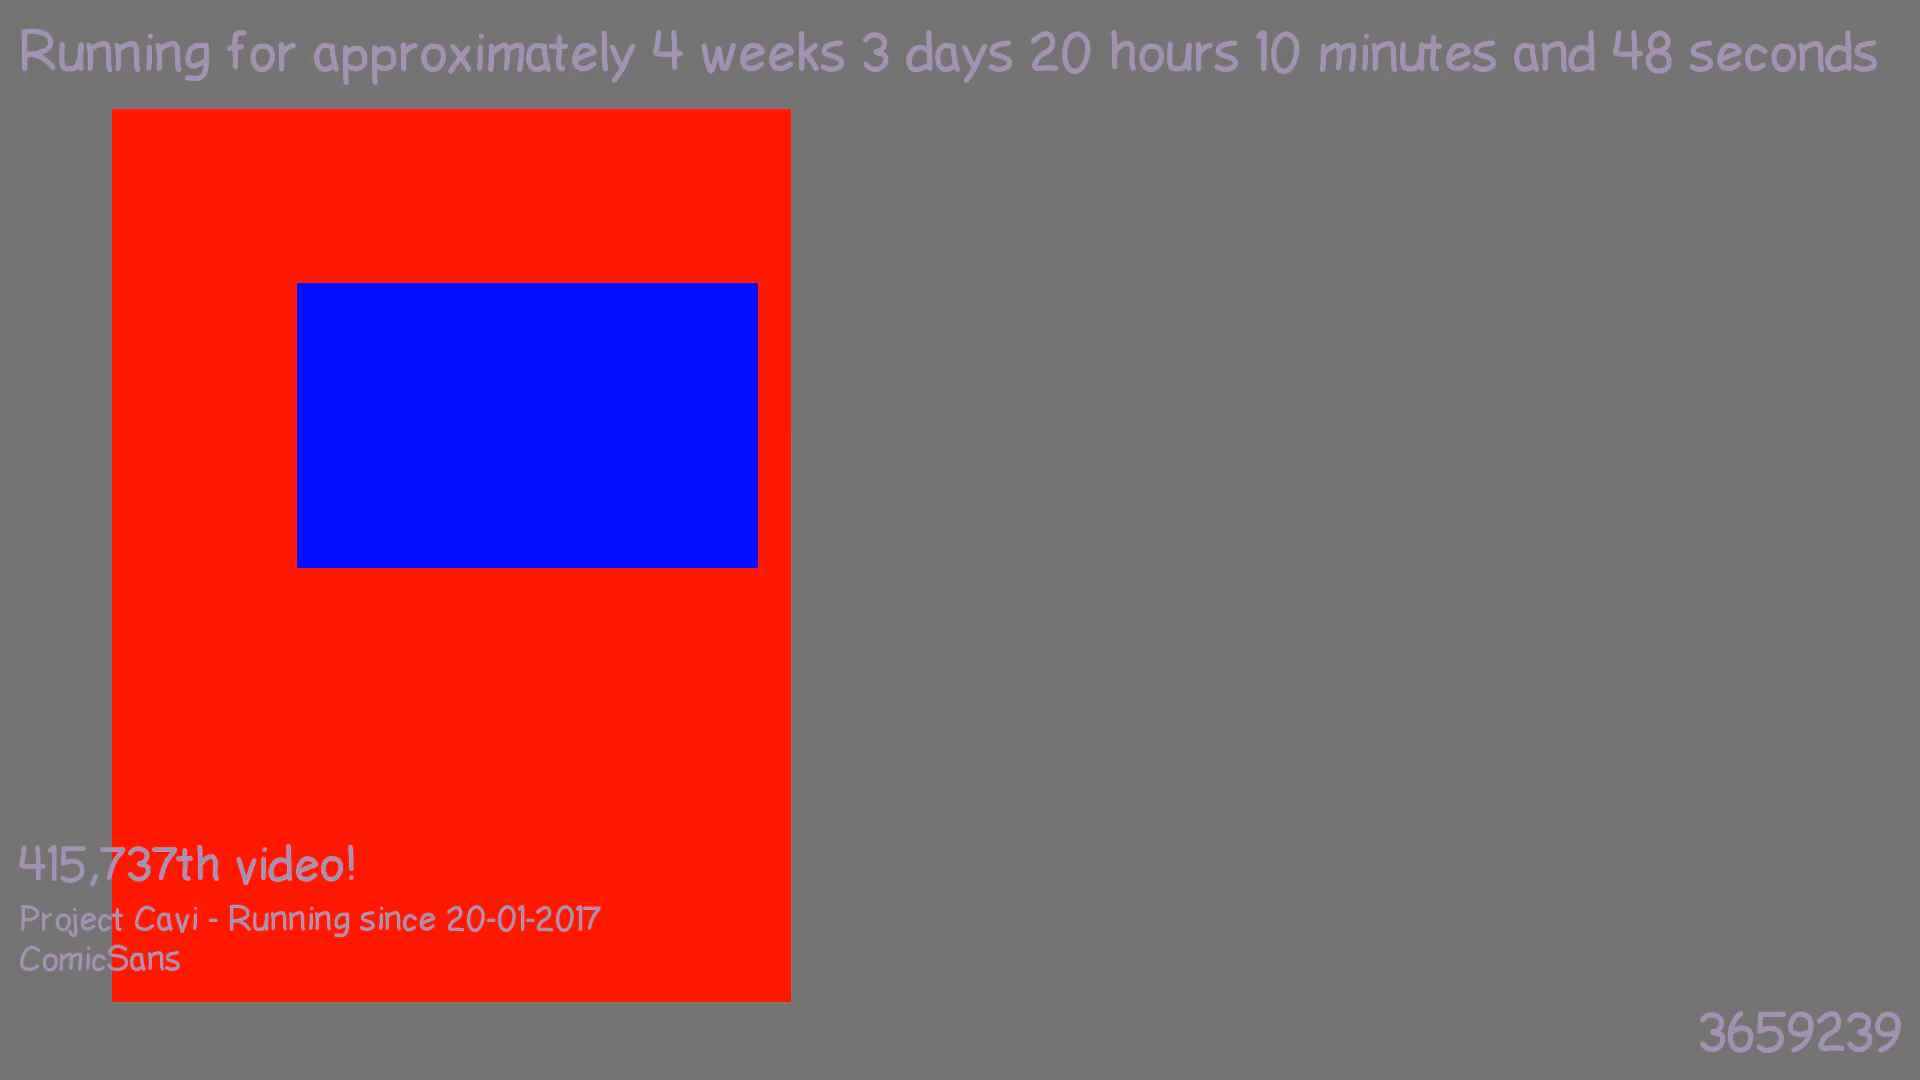 Running for approximately 4 weeks 3 days 20 hours 10 minutes and 48 seconds
415,737th video!
Project Cavi - Running since 20-01-2017
ComicSans
3659239